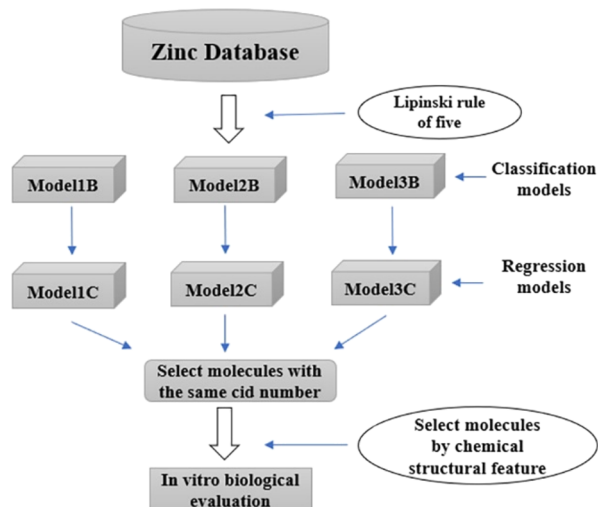 Zinc Database
Lipinski rule
of five
Model1B
Model2B
Model3B
Classification
models
Model1C
Model2C
Model3C
Regression
models
Select molecules with
the same cid number
Select molecules
by chemical
structural feature
In vitro biological
evaluation